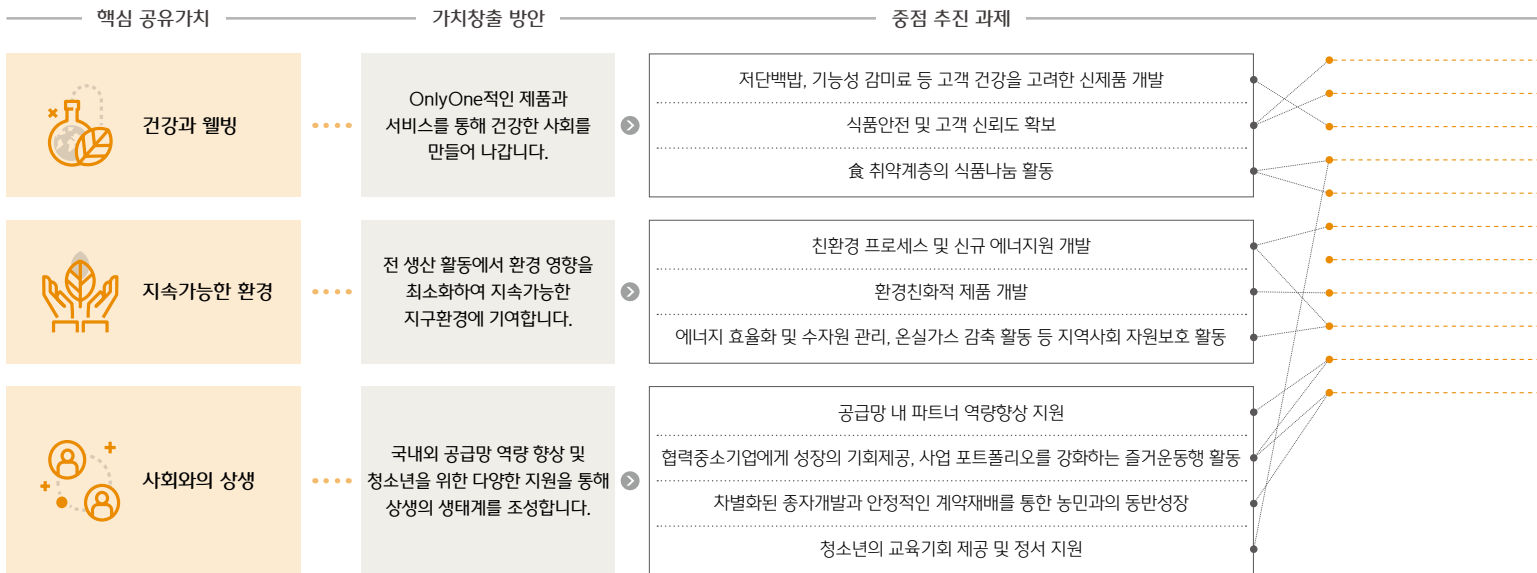 핵심 공유가치
가치창출 방안
중점 추진 과제
건강과 웰빙
OnlyOne적인 제품과
서비스를 통해 건강한 사회를
만들어 나갑니다.
저단백밥, 기능성 감미료 등 고객 건강을 고려한 신제품 개발
식품안전 및 고객 신뢰도 확보
食 취약계층의 식품나눔 활동
지속가능한 환경
전 생산 활동에서 환경 영향을
최소화하여 지속가능한
지구환경에 기여합니다.
친환경 프로세스 및 신규 에너지원 개발
환경친화적 제품 개발
에너지 효율화 및 수자원 관리, 온실가스 감축 활동 등 지역사회 자원보호 활동
사회와의 상생
국내외 공급망 역량 향상 및
청소년을 위한 다양한 지원을 통해
상생의 생태계를 조성합니다.
공급망 내 파트너 역량향상 지원
협력중소기업에게 성장의 기회제공, 사업 포트폴리오를 강화하는 즐거운동행 활동
차별화된 종자개발과 안정적인 계약재배를 통한 농민과의 동반성장
청소년의 교육기회 제공 및 정서 지원